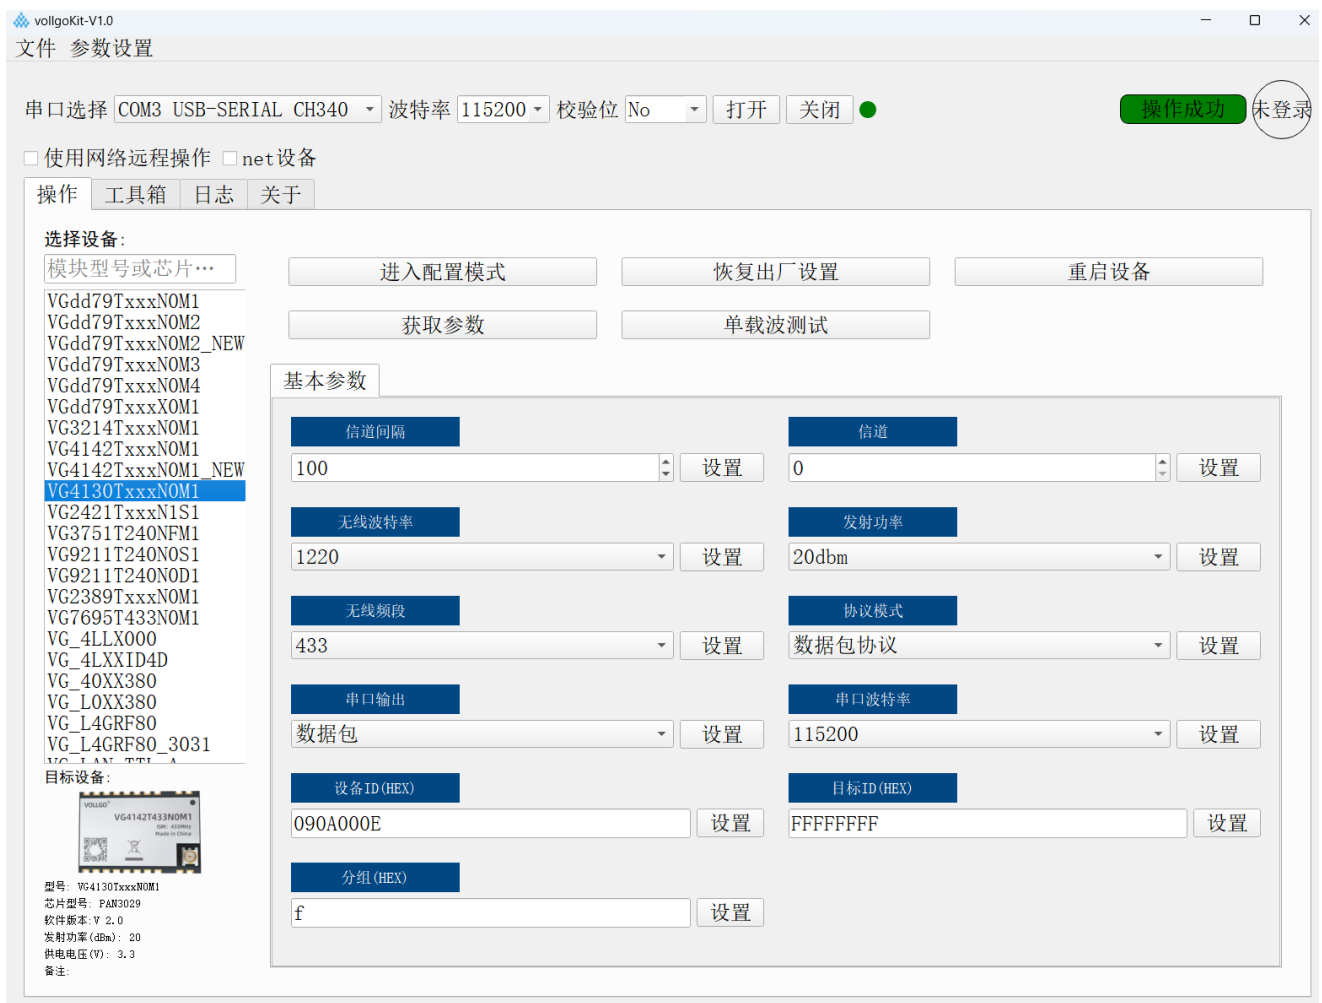 vollgoKit-V1.0
文件 参数设置
串口选择 COM3 USB-SERIAL CH340 波特率 115200 校验位 No 打开 关闭 操作成功 未登录
使用网络远程操作 net设备
操作 工具箱 日志 关于
选择设备:
模块型号或芯片…
进入配置模式 恢复出厂设置 重启设备
获取参数 单载波测试
VGdd79TxxxN0M1
VGdd79TxxxN0M2
VGdd79TxxxN0M2_NEW
VGdd79TxxxN0M3
VGdd79TxxxN0M4
VGdd79TxxxX0M1
VG3214TxxxN0M1
VG4142TxxxN0M1
VG4142TxxxN0M1_NEW
VG4130TxxxN0M1
VG2421TxxxN1S1
VG3751T240NFM1
VG9211T240N0S1
VG9211T240N0D1
VG2389TxxxN0M1
VG7695T433N0M1
VG_4LLX000
VG_4LXXID4D
VG_40XX380
VG_L0XX380
VG_L4GRF80
VG_L4GRF80_3031
VG_LAN_TTL_A
基本参数
信道间隔 信道
100 设置 0 设置
无线波特率 发射功率
1220 设置 20dbm 设置
无线频段 协议模式
433 设置 数据包协议 设置
串口输出 串口波特率
数据包 设置 115200 设置
设备ID(HEX) 目标ID(HEX)
090A000E 设置 FFFFFFFF 设置
分组(HEX)
f 设置
目标设备:
VOLLGO
VG4142T433N0M1
ISM: 433MHz
Made in China
型号: VG4130TxxxN0M1
芯片型号: PAN3029
软件版本:V 2.0
发射功率(dBm): 20
供电电压(V): 3.3
备注: